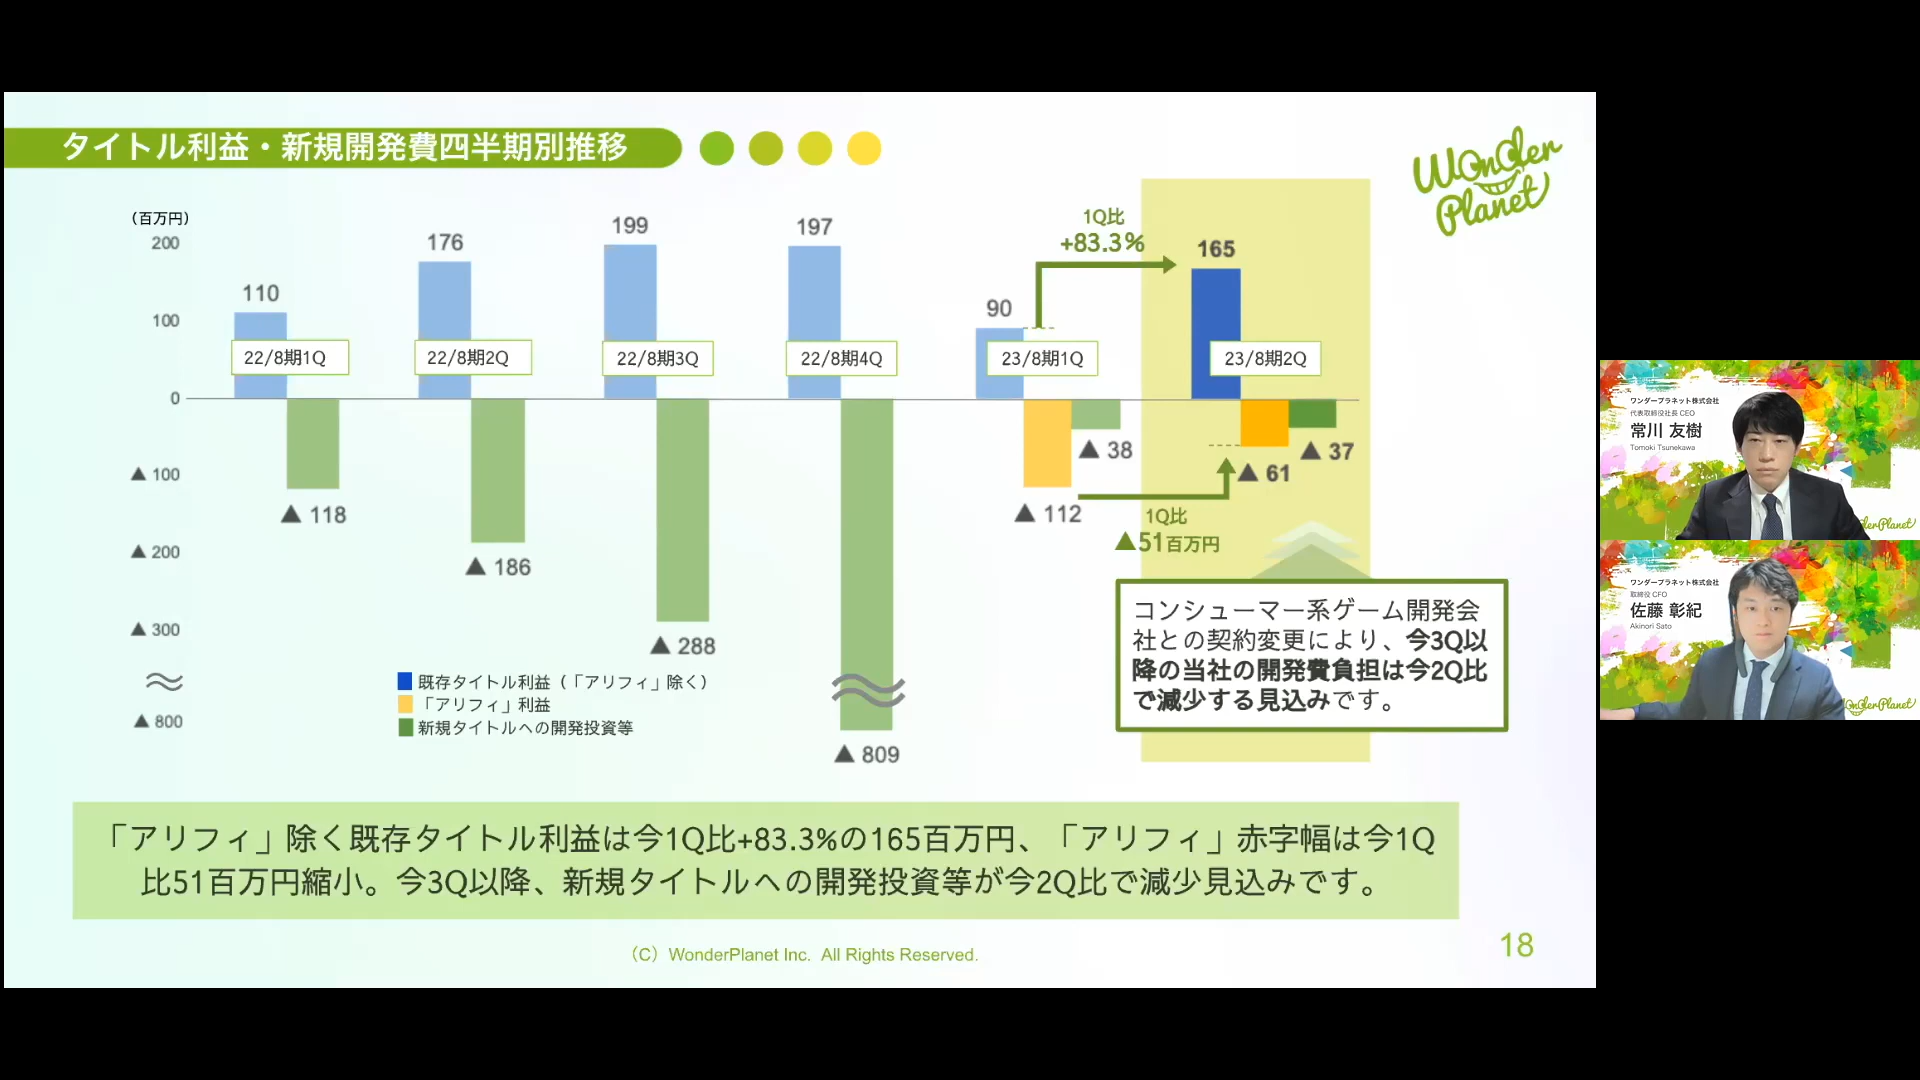 タイトル利益・新規開発費四半期別推移
Wonder
Planet
(百万円)
200
100
0
▲ 100
▲ 200
▲ 300
▲ 800
110
176
199
197
90
165
1Q比
+83.3%
22/8期1Q
22/8期2Q
22/8期3Q
22/8期4Q
23/8期1Q
23/8期2Q
▲ 118
▲ 186
▲ 288
▲ 809
▲ 112
▲ 38
▲ 61
▲ 37
1Q比
▲51百万円
既存タイトル利益(「アリフィ」除く)
「アリフィ」利益
新規タイトルへの開発投資等
コンシューマー系ゲーム開発会
社との契約変更により、今3Q以
降の当社の開発費負担は今2Q比
で減少する見込みです。
「アリフィ」除く既存タイトル利益は今1Q比+83.3%の165百万円、「アリフィ」赤字幅は今1Q
比51百万円縮小。今3Q以降、新規タイトルへの開発投資等が今2Q比で減少見込みです。
(C) WonderPlanet Inc. All Rights Reserved.
18
ワンダープラネット株式会社
代表取締役社長 CEO
常川 友樹
Tomoki Tsunekawa
ワンダープラネット株式会社
取締役 CFO
佐藤 彰紀
Akinori Sato